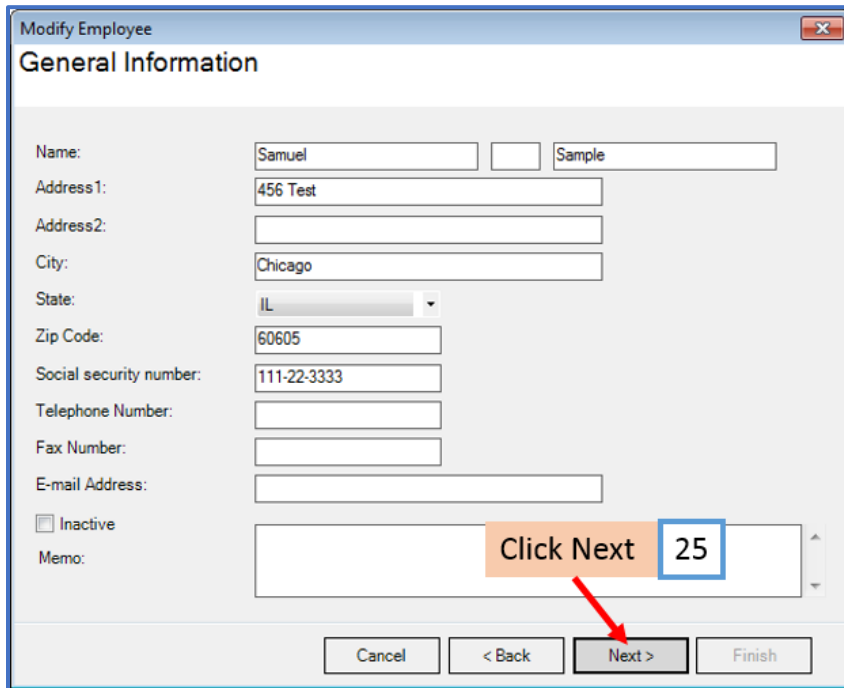 Modify Employee
General Information
Name: Samuel Sample
Address1: 456 Test
Address2:
City: Chicago
State: IL
Zip Code: 60605
Social security number: 111-22-3333
Telephone Number:
Fax Number:
E-mail Address:
Inactive
Memo:
Click Next 25
Cancel < Back Next > Finish